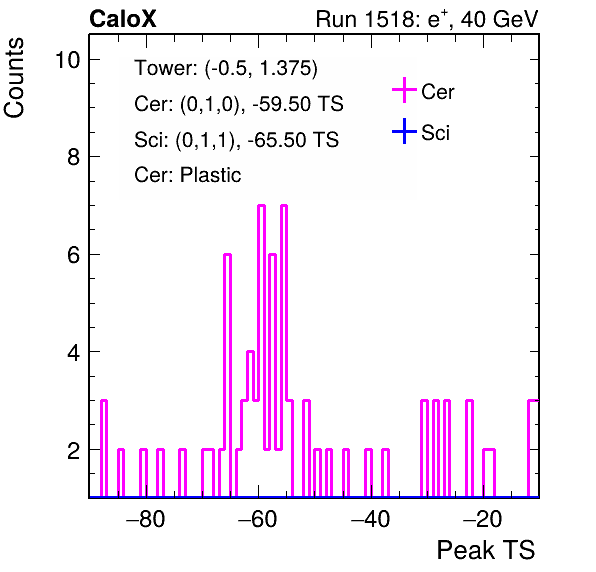 CaloX Run 1518: e+, 40 GeV
Counts
10
8
6
4
2
Tower: (-0.5, 1.375)
Cer: (0,1,0), -59.50 TS
Sci: (0,1,1), -65.50 TS
Cer: Plastic
Cer
Sci
−80 −60 −40 −20
Peak TS